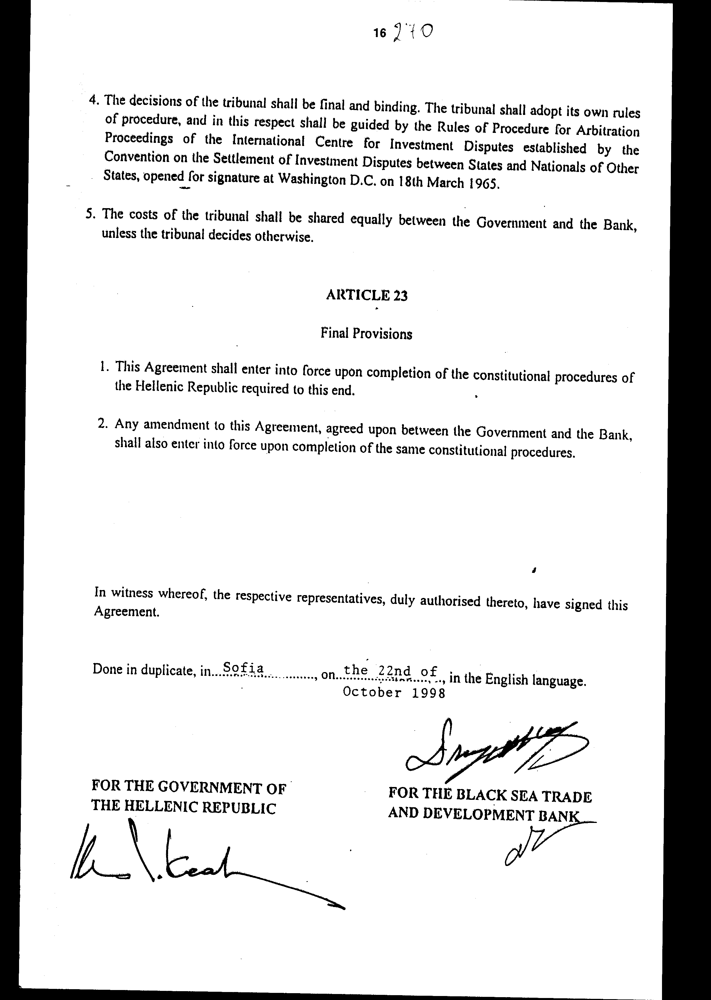 16 270
4. The decisions of the tribunal shall be final and binding. The tribunal shall adopt its own rules
of procedure, and in this respect shall be guided by the Rules of Procedure for Arbitration
Proceedings of the International Centre for Investment Disputes established by the
Convention on the Settlement of Investment Disputes between States and Nationals of Other
States, opened for signature at Washington D.C. on 18th March 1965.
5. The costs of the tribunal shall be shared equally between the Government and the Bank,
unless the tribunal decides otherwise.
ARTICLE 23
Final Provisions
1. This Agreement shall enter into force upon completion of the constitutional procedures of
the Hellenic Republic required to this end.
2. Any amendment to this Agreement, agreed upon between the Government and the Bank,
shall also enter into force upon completion of the same constitutional procedures.
In witness whereof, the respective representatives, duly authorised thereto, have signed this
Agreement.
Done in duplicate, in...Sofia..............., on...the 22nd of.., in the English language.
October 1998
FOR THE GOVERNMENT OF
THE HELLENIC REPUBLIC
FOR THE BLACK SEA TRADE
AND DEVELOPMENT BANK